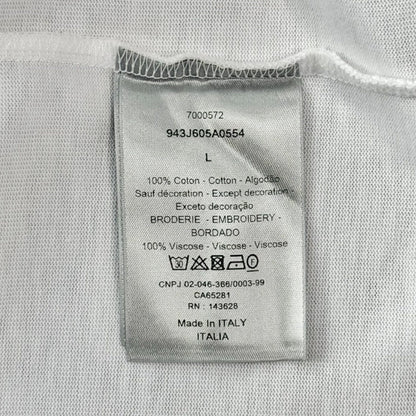 7000572
943J605A0554
L
100% Coton - Cotton - Algodão
Sauf décoration - Except decoration -
Exceto decoração
BRODERIE - EMBROIDERY -
BORDADO
100% Viscose - Viscose - Viscose
CNPJ 02-046-366/0003-99
CA65281
RN : 143628
Made In ITALY
ITALIA